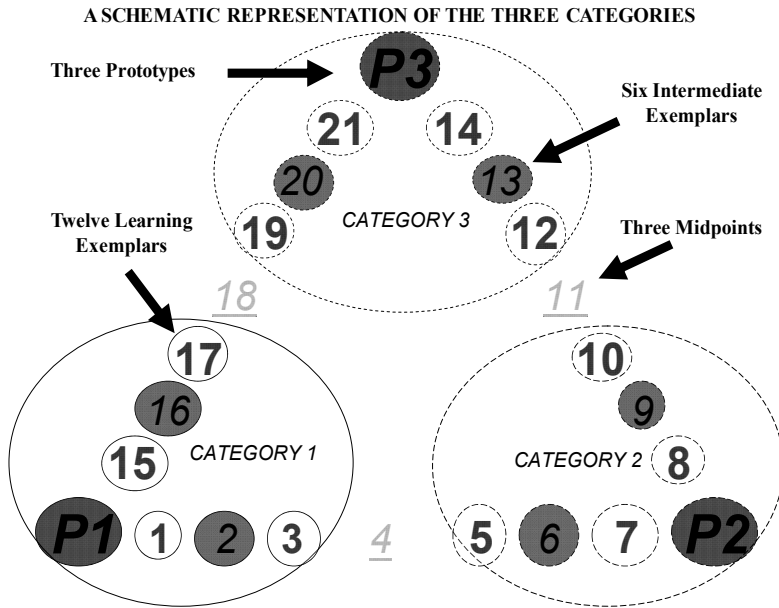 A SCHEMATIC REPRESENTATION OF THE THREE CATEGORIES
P3
Three Prototypes
Six Intermediate
Exemplars
21
14
20
13
Twelve Learning
Exemplars
19
CATEGORY 3
12
Three Midpoints
18
11
17
10
16
9
15
CATEGORY 1
CATEGORY 2
8
P1
1
2
3
4
5
6
7
P2